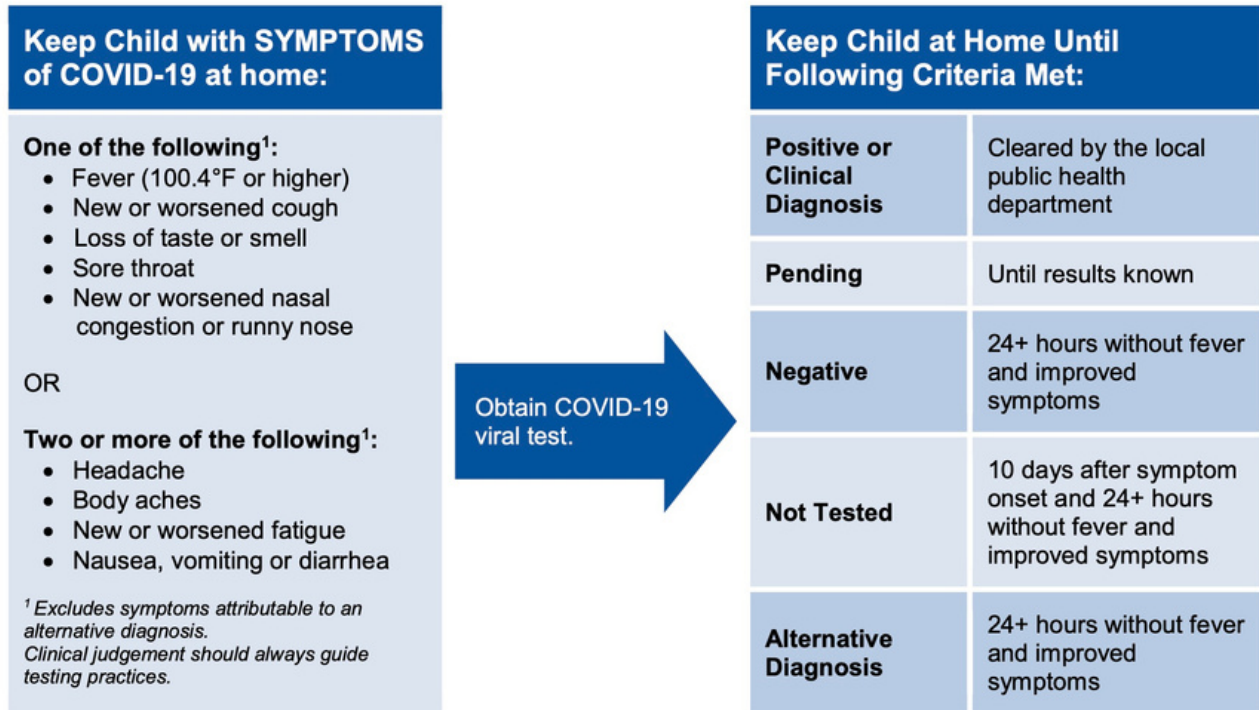 Keep Child with SYMPTOMS
of COVID-19 at home:
One of the following¹:
• Fever (100.4°F or higher)
• New or worsened cough
• Loss of taste or smell
• Sore throat
• New or worsened nasal
congestion or runny nose
OR
Two or more of the following¹:
• Headache
• Body aches
• New or worsened fatigue
• Nausea, vomiting or diarrhea
¹ Excludes symptoms attributable to an
alternative diagnosis.
Clinical judgement should always guide
testing practices.
Obtain COVID-19
viral test.
Keep Child at Home Until
Following Criteria Met:
Positive or
Clinical
Diagnosis
Cleared by the local
public health
department
Pending
Until results known
Negative
24+ hours without fever
and improved
symptoms
Not Tested
10 days after symptom
onset and 24+ hours
without fever and
improved symptoms
Alternative
Diagnosis
24+ hours without fever
and improved
symptoms